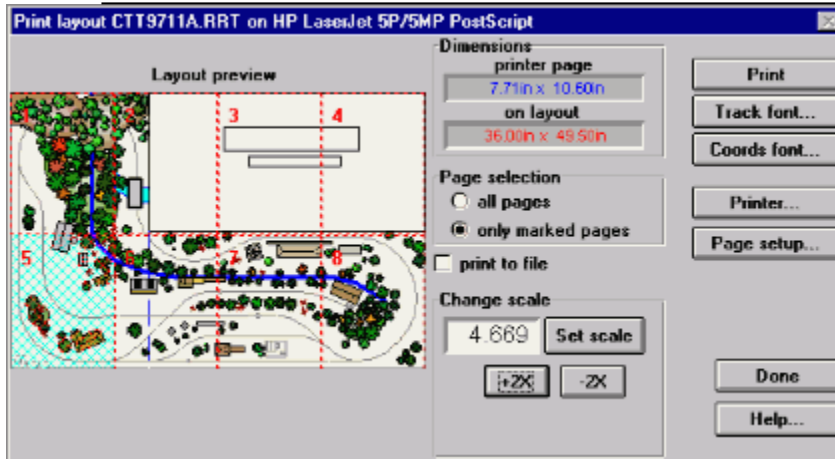 Print layout CTT9711A.RRT on HP LaserJet 5P/5MP PostScript
Layout preview
1
3
4
5
7
8
Dimensions
printer page
7.71in x 10.60in
on layout
36.00in x 49.50in
Page selection
all pages
only marked pages
print to file
Change scale
4.669
Set scale
+2X
-2X
Print
Track font...
Coords font...
Printer...
Page setup...
Done
Help...